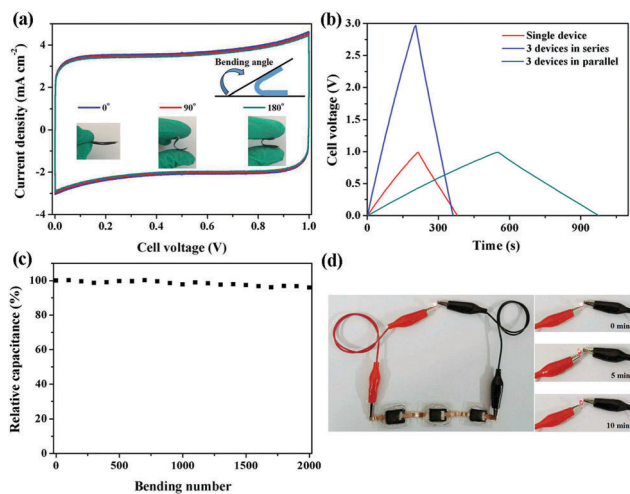 (a)
Current density (mA cm⁻²)
6
4
2
0
-2
-4
Bending angle
0°
90°
180°
0.0 0.2 0.4 0.6 0.8 1.0
Cell voltage (V)
(b)
Cell voltage (V)
3.0
2.5
2.0
1.5
1.0
0.5
0.0
Single device
3 devices in series
3 devices in parallel
0 300 600 900
Time (s)
(c)
Relative capacitance (%)
100
80
60
40
20
0
0 500 1000 1500 2000
Bending number
(d)
0 min
5 min
10 min